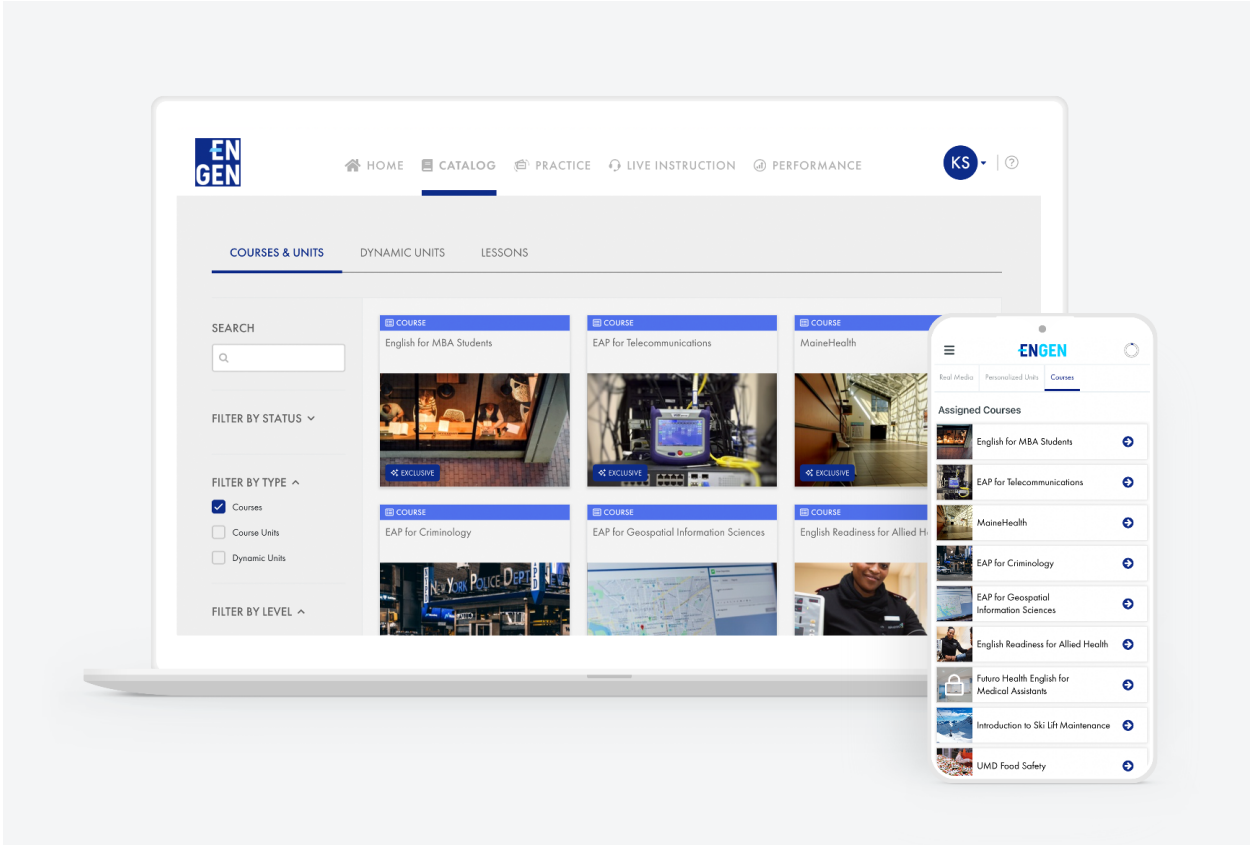 EN
GEN
HOME
CATALOG
PRACTICE
LIVE INSTRUCTION
PERFORMANCE
KS
?
COURSES & UNITS
DYNAMIC UNITS
LESSONS
SEARCH
FILTER BY STATUS
FILTER BY TYPE
Courses
Course Units
Dynamic Units
FILTER BY LEVEL
COURSE
English for MBA Students
EXCLUSIVE
COURSE
EAP for Telecommunications
EXCLUSIVE
COURSE
MaineHealth
EXCLUSIVE
COURSE
EAP for Criminology
NEW YORK POLICE DEPT
COURSE
EAP for Geospatial Information Sciences
COURSE
English Readiness for Allied H
ENGEN
Real Media
Personalized Units
Courses
Assigned Courses
English for MBA Students
EAP for Telecommunications
MaineHealth
EAP for Criminology
EAP for Geospatial
Information Sciences
English Readiness for Allied Health
Futuro Health English for
Medical Assistants
Introduction to Ski Lift Maintenance
UMD Food Safety